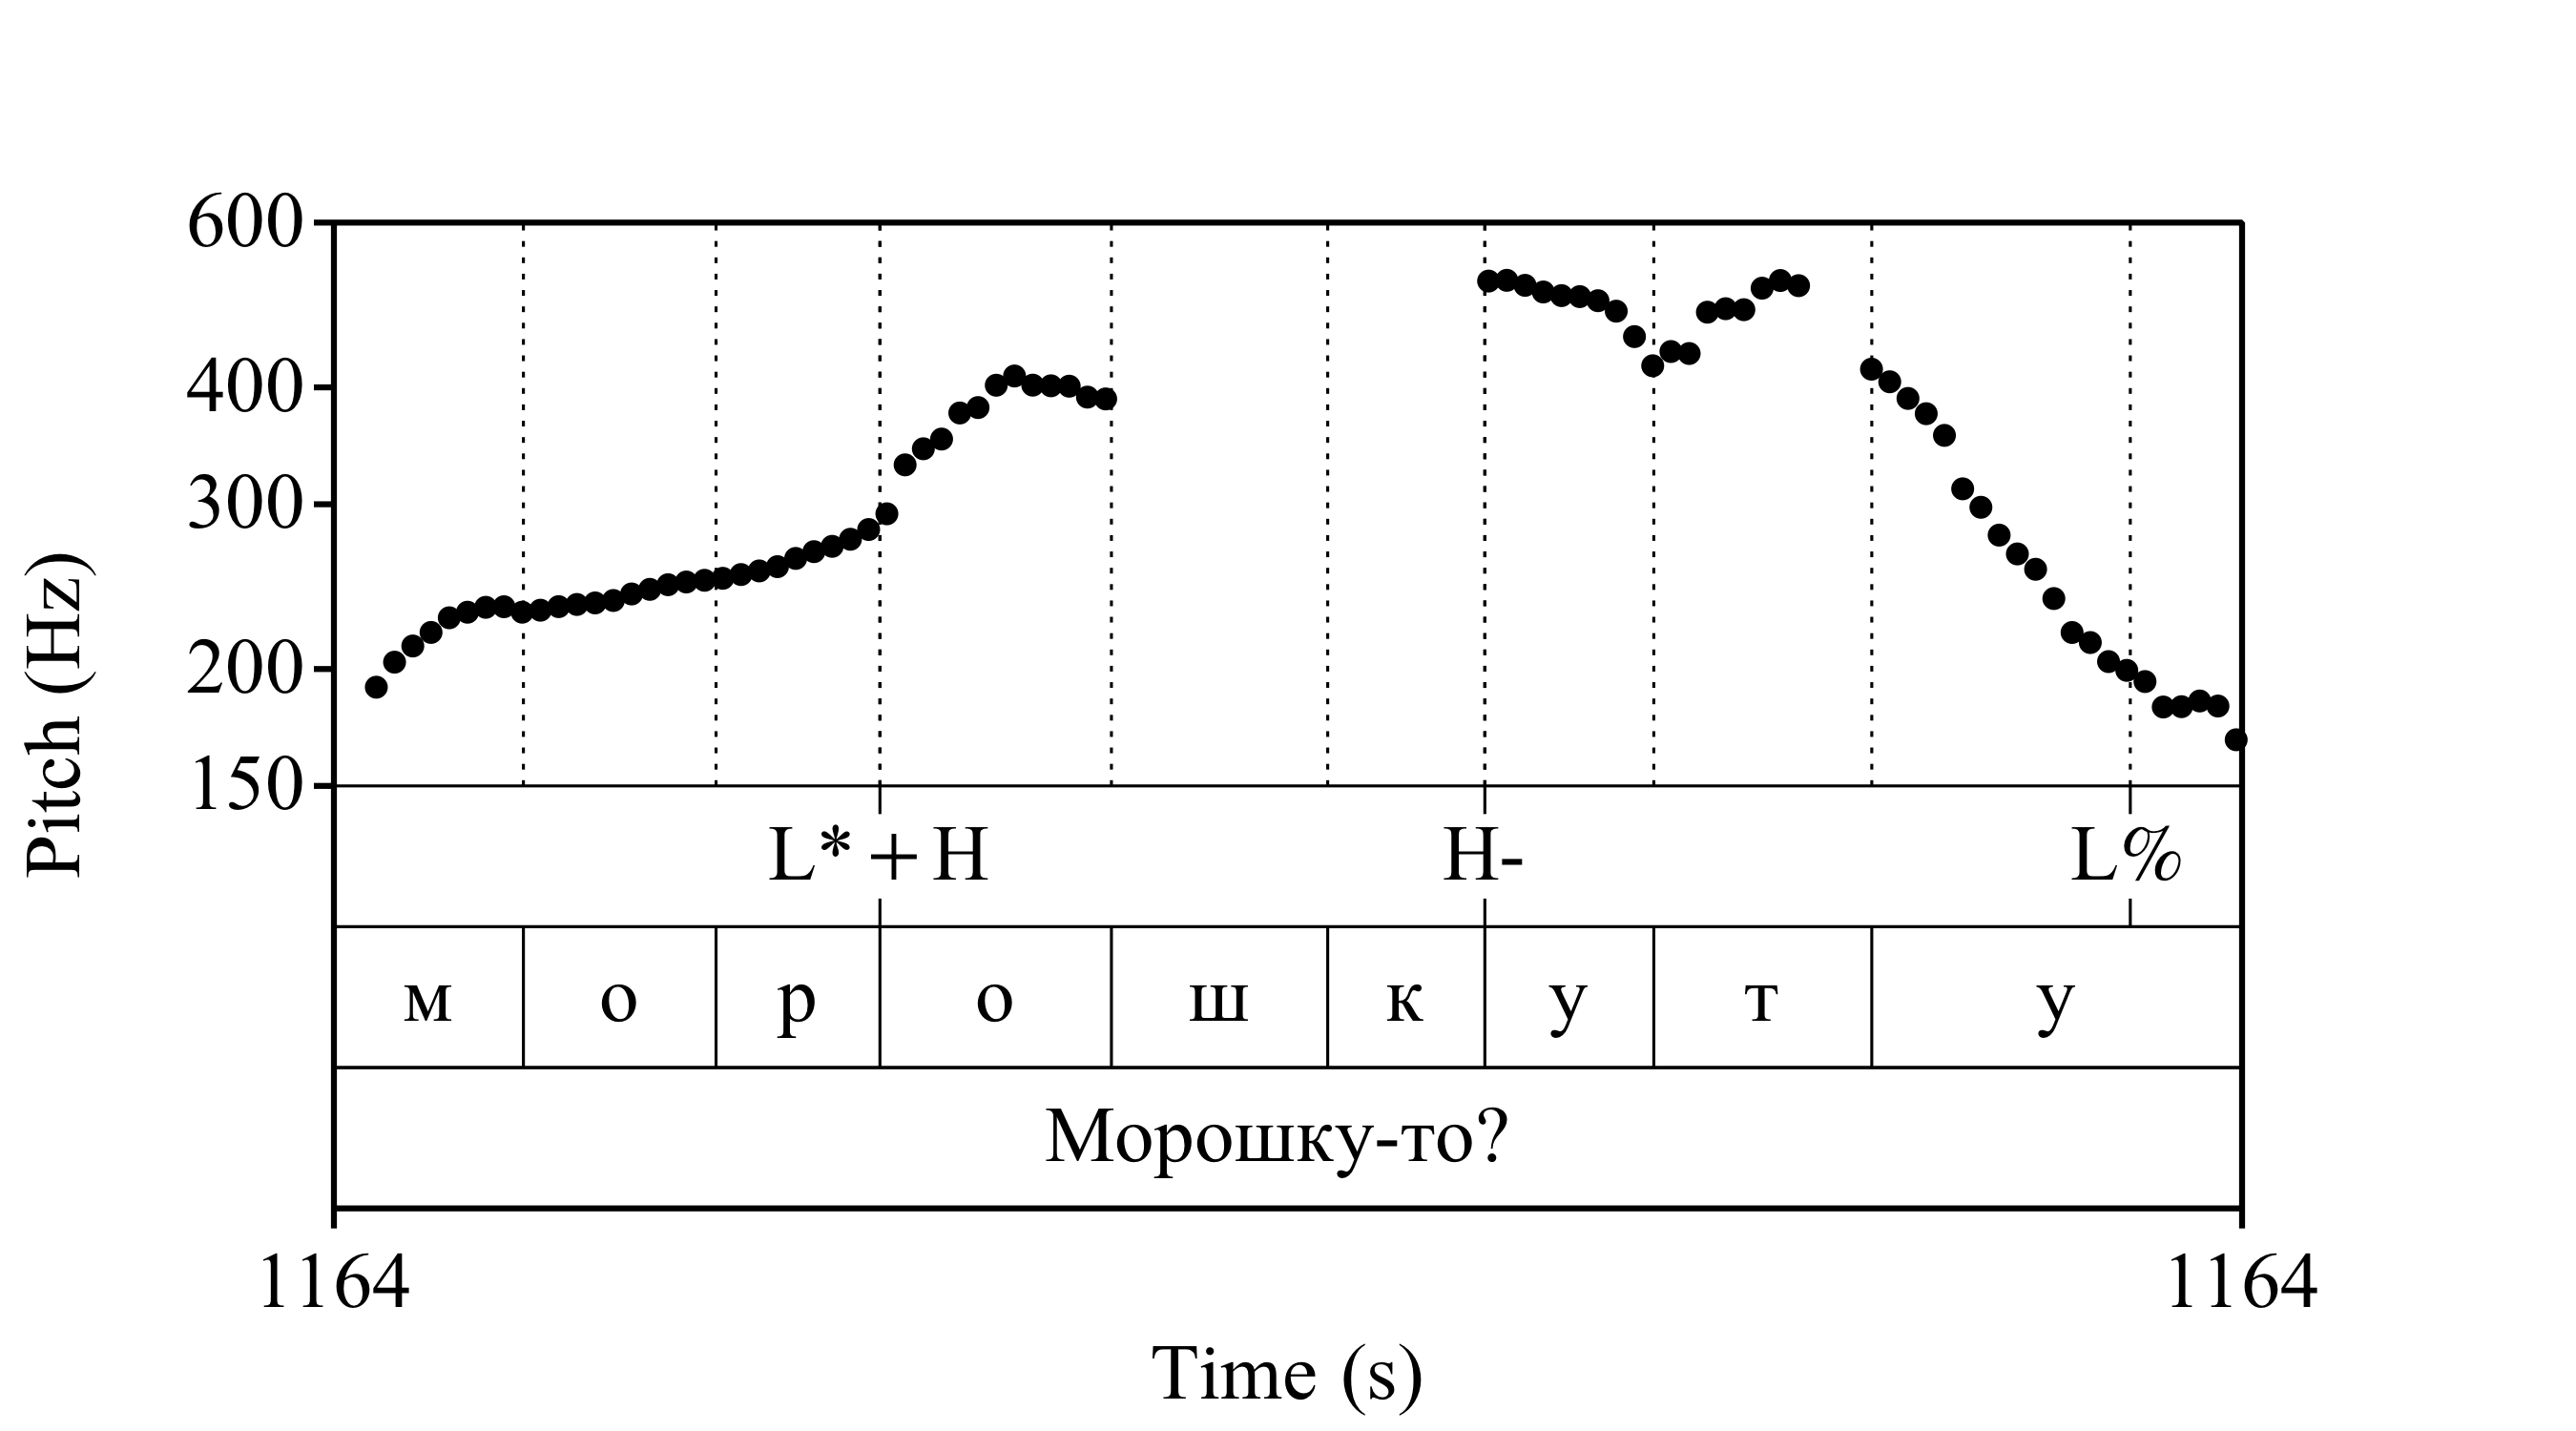 600
400
300
200
150
Pitch (Hz)
L*+H H- L%
м о р о ш к у т у
Морошку-то?
1164 1164
Time (s)